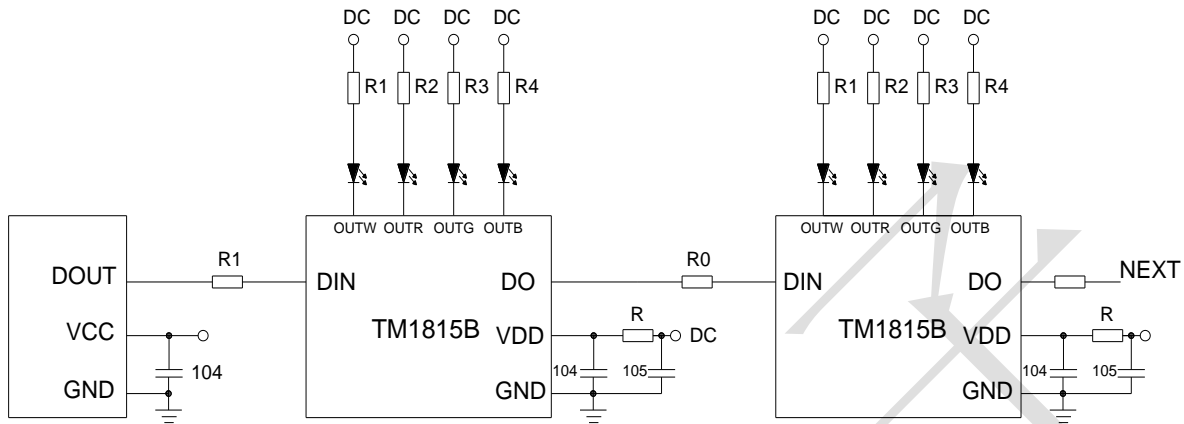 DC DC DC DC DC DC DC DC
R1 R2 R3 R4 R1 R2 R3 R4
OUTW OUTR OUTG OUTB OUTW OUTR OUTG OUTB
R1 R0 NEXT
DOUT DIN DO DIN DO
R R
VCC TM1815B VDD DC TM1815B VDD
104 104 105 104 105
GND GND GND